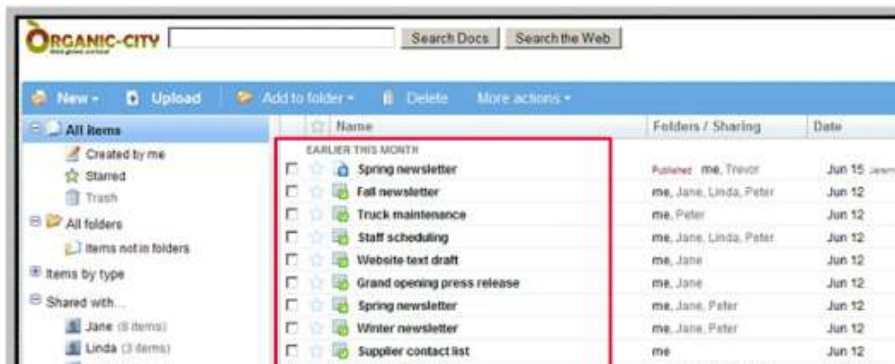 ORGANIC-CITY Search Docs Search the Web
New Upload Add to folder Delete More actions
All items Name Folders / Sharing Date
EARLIER THIS MONTH
Created by me Spring newsletter Published me, Trevor Jun 15
Starred Fall newsletter me, Jane, Linda, Peter Jun 12
Trash Truck maintenance me, Peter Jun 12
All folders Staff scheduling me, Jane, Linda, Peter Jun 12
Items not in folders Website text draft me, Jane Jun 12
Items by type Grand opening press release me, Jane Jun 12
Shared with... Spring newsletter me, Jane, Peter Jun 12
Jane (8 items) Winter newsletter me, Jane, Peter Jun 12
Linda (3 items) Supplier contact list me Jun 12